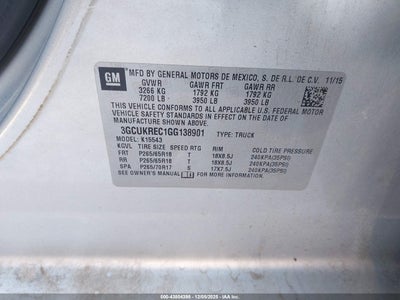 GM
MFD BY GENERAL MOTORS DE MEXICO, S. DE R.L. DE C.V. 11/15
GVWR GAWR FRT GAWR RR
3266 KG 1792 KG 1792 KG
7200 LB 3950 LB 3950 LB
THIS VEHICLE CONFORMS TO ALL APPLICABLE U.S. FEDERAL MOTOR
VEHICLE SAFETY STANDARDS IN EFFECT ON THE DATE OF
MANUFACTURE SHOWN ABOVE.
3GCUKREC1GG138901 TYPE: TRUCK
MODEL: K15543
TIRE SIZE SPEED RTG RIM COLD TIRE PRESSURE
FRT P265/65R18 T 18X8.5J 240KPA(35PSI)
RR P265/65R18 T 18X8.5J 240KPA(35PSI)
SPA P265/70R17 S 17X7.5J 240KPA(35PSI)
SEE OWNER'S MANUAL FOR MORE INFORMATION